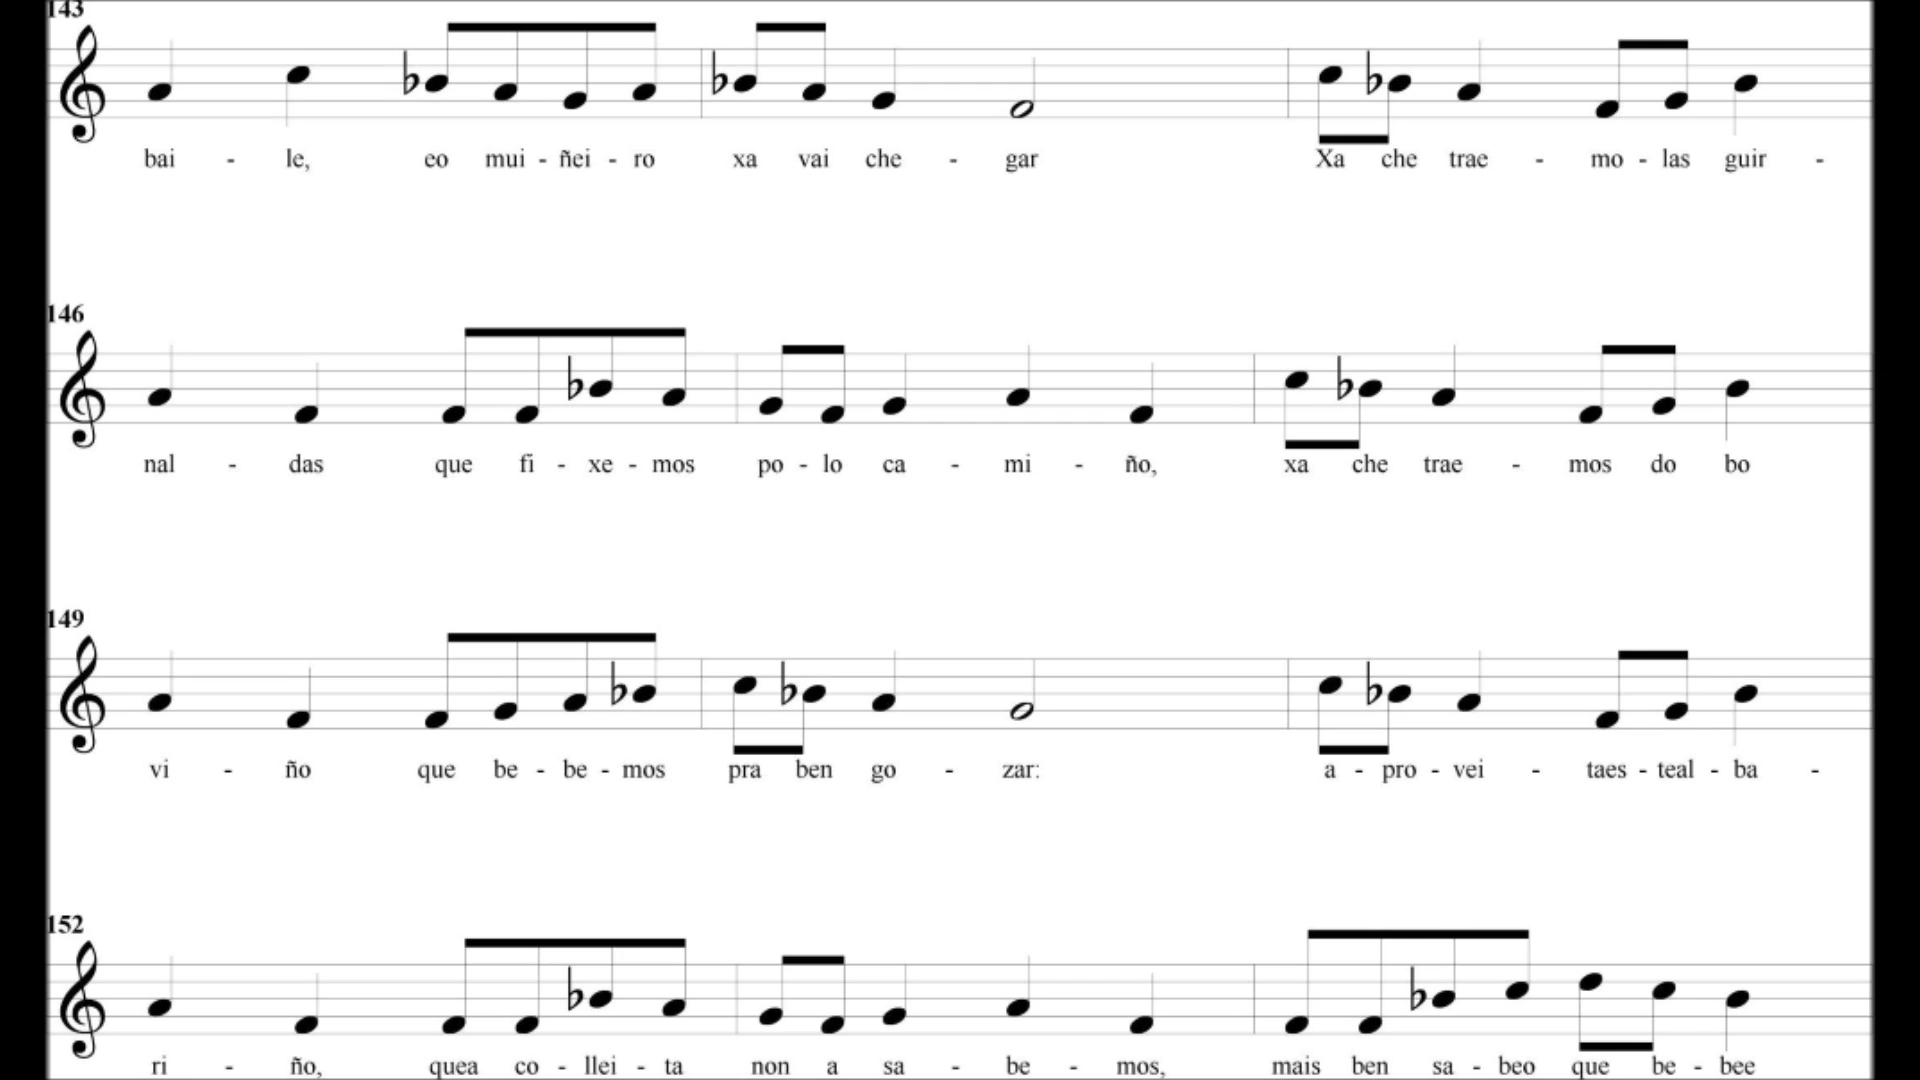 143
bai - le, eo mui - ñei - ro xa vai che - gar Xa che trae - mo - las guir -
146
nal - das que fi - xe - mos po - lo ca - mi - ño, xa che trae - mos do bo
149
vi - ño que be - be - mos pra ben go - zar: a - pro - vei - taes - teal - ba -
152
ri - ño, quea co - llei - ta non a sa - be - mos, mais ben sa - beo que be - bee